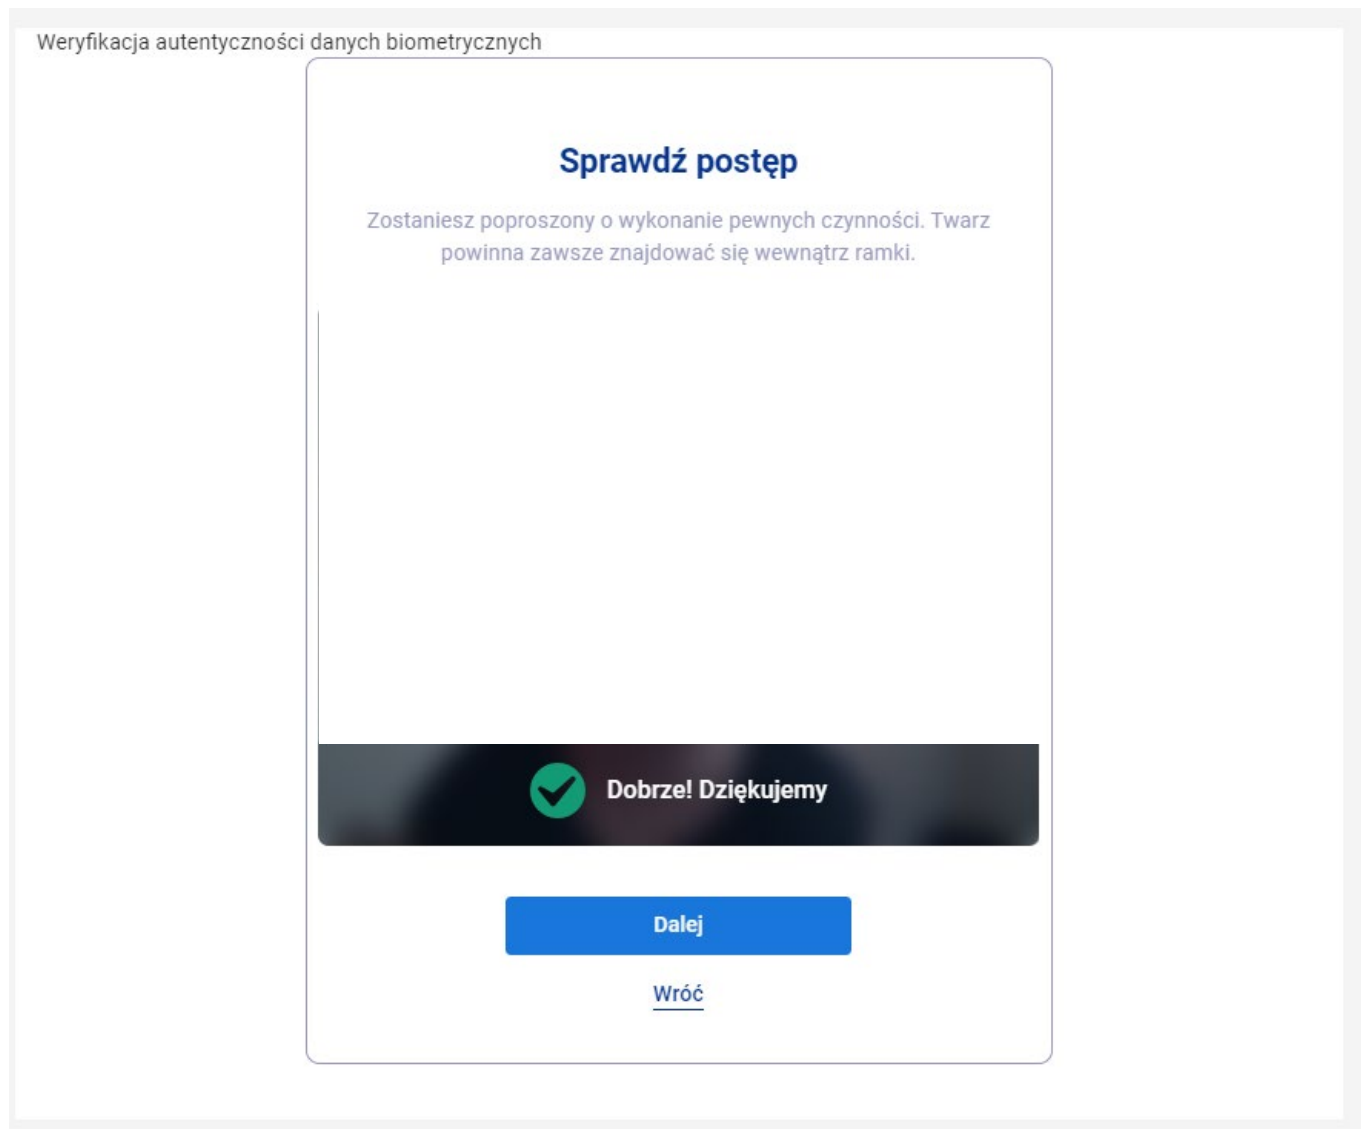 Weryfikacja autentyczności danych biometrycznych
Sprawdź postęp
Zostaniesz poproszony o wykonanie pewnych czynności. Twarz
powinna zawsze znajdować się wewnątrz ramki.
Dobrze! Dziękujemy
Dalej
Wróć